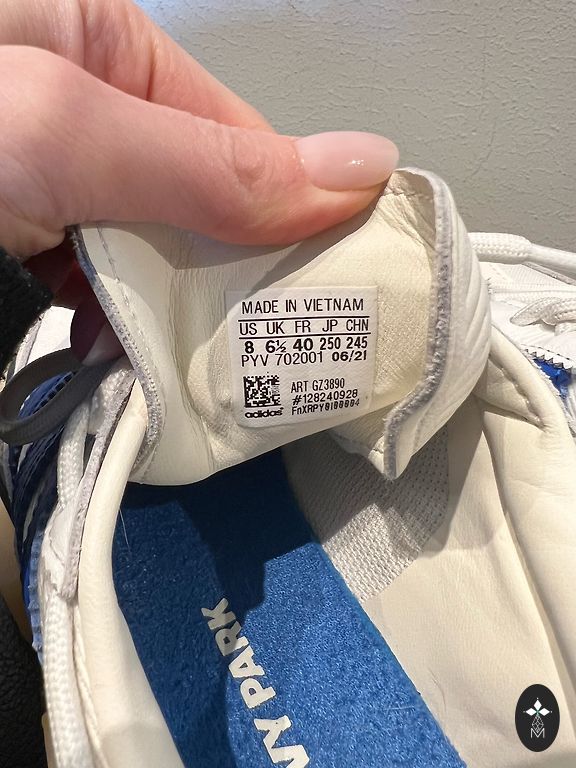 MADE IN VIETNAM
US UK FR JP CHN
8 6½ 40 250 245
PYV 702001 06/21
ART GZ3890
#128240928
adidas
VY PARK